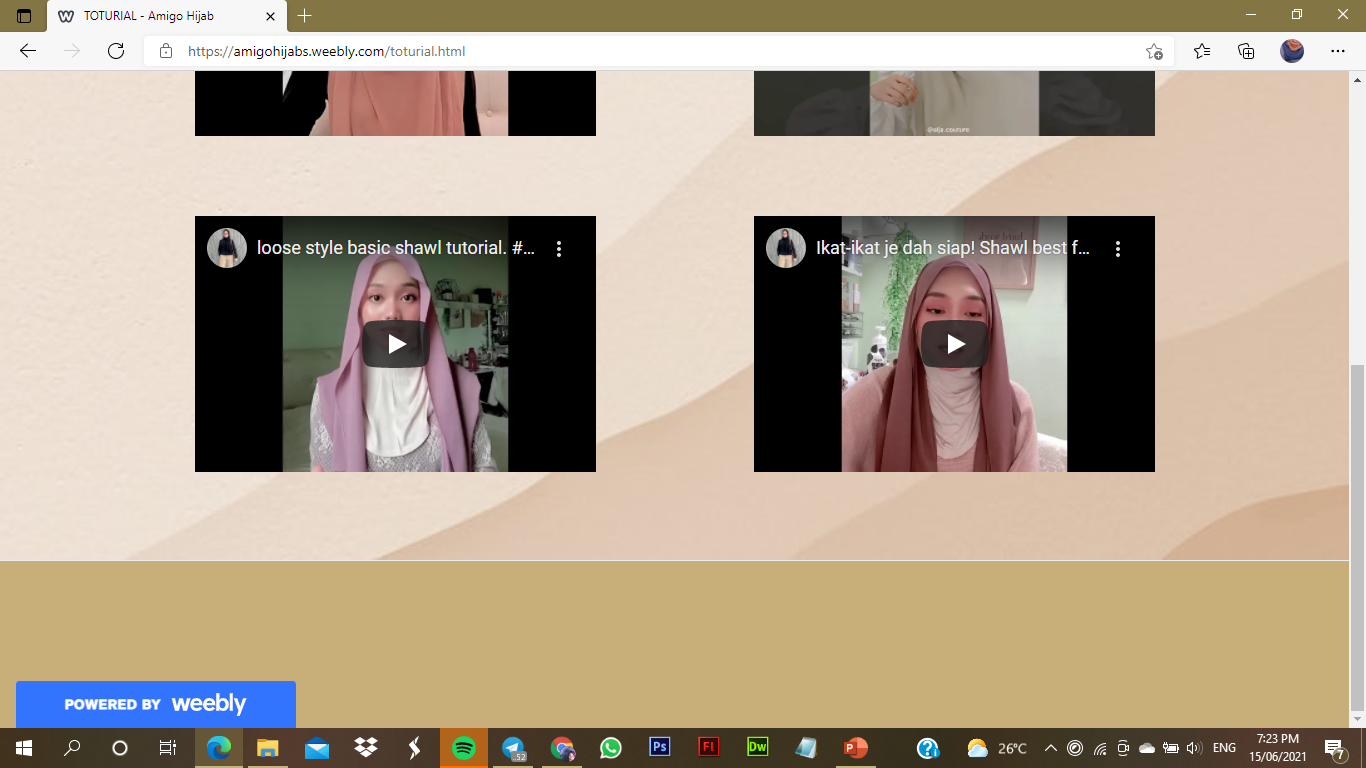 TOTURIAL - Amigo Hijab
https://amigohijabs.weebly.com/toturial.html
@alja.couture
loose style basic shawl tutorial. #...
Ikat-ikat je dah siap! Shawl best f...
POWERED BY weebly
52
Ps
Fl
Dw
26°C
ENG
7:23 PM
15/06/2021
7